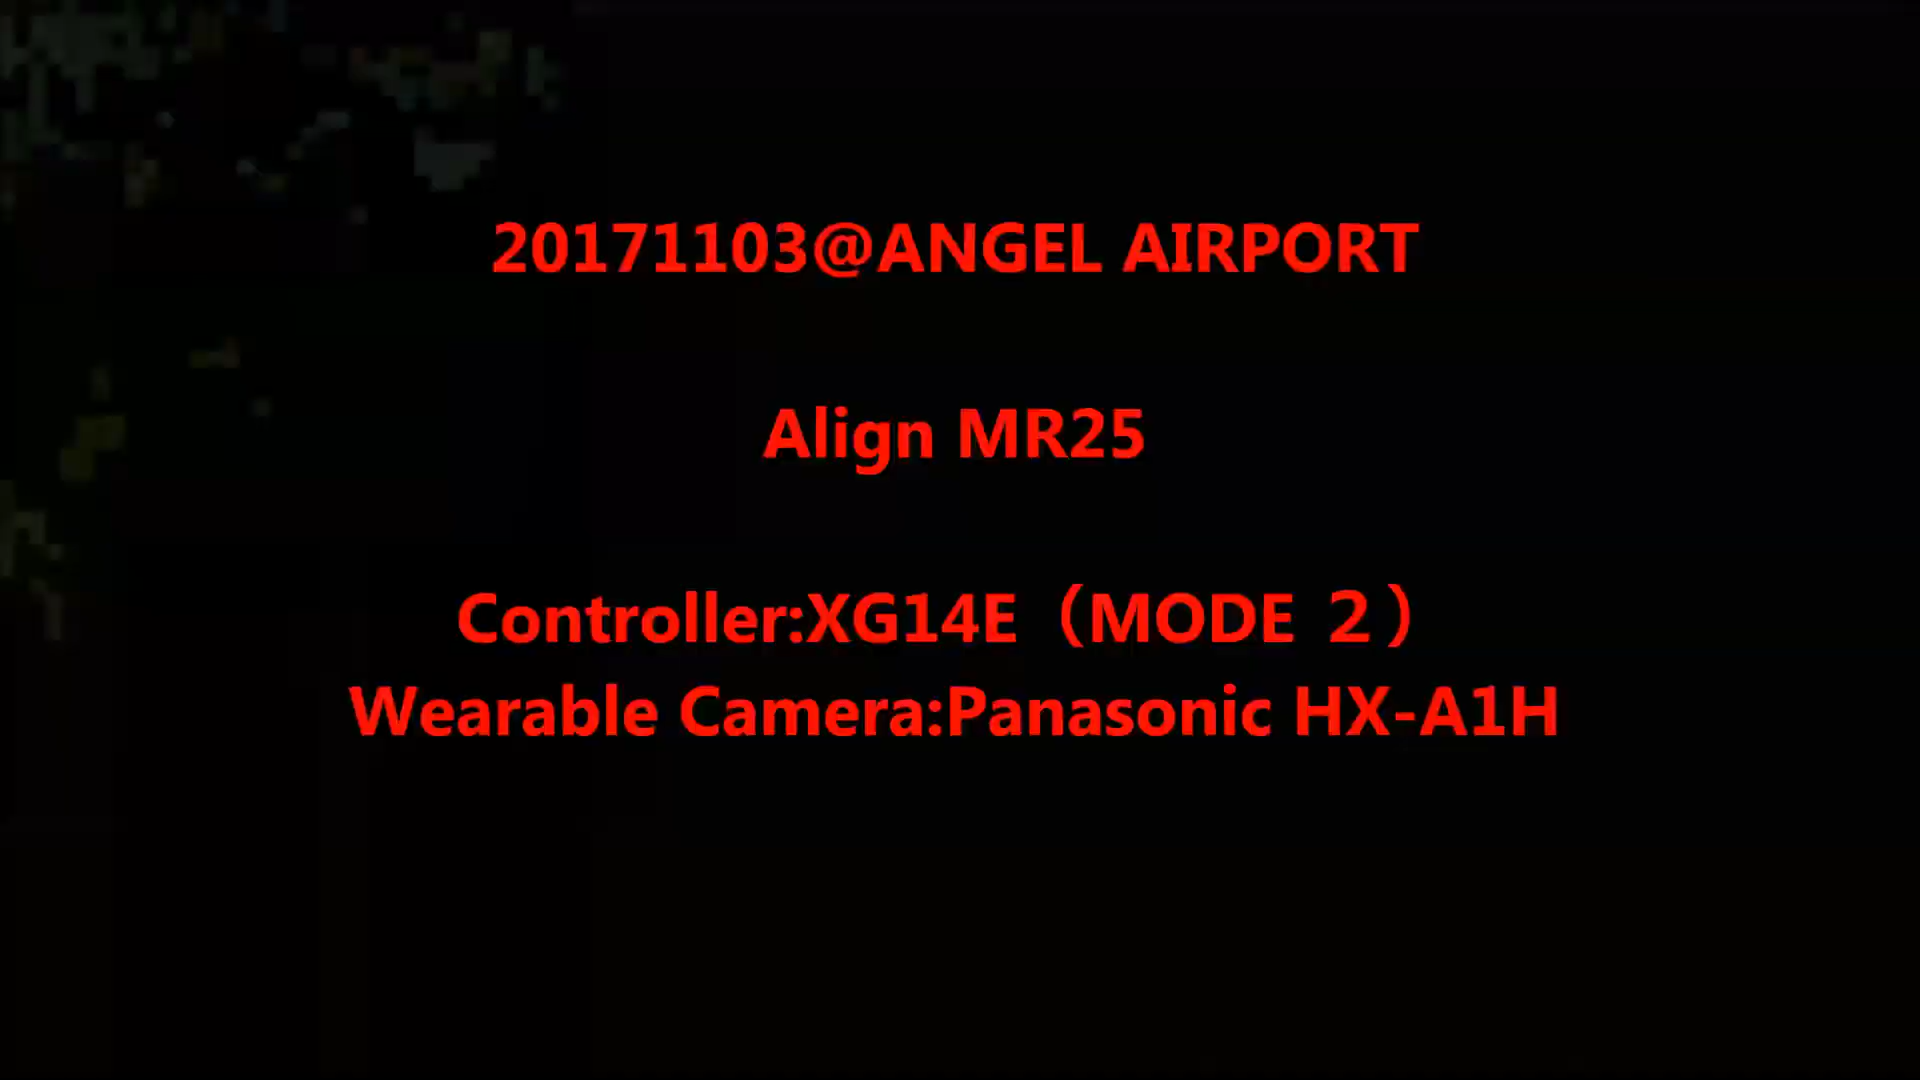 20171103@ANGEL AIRPORT
Align MR25
Controller:XG14E（MODE ２）
Wearable Camera:Panasonic HX-A1H